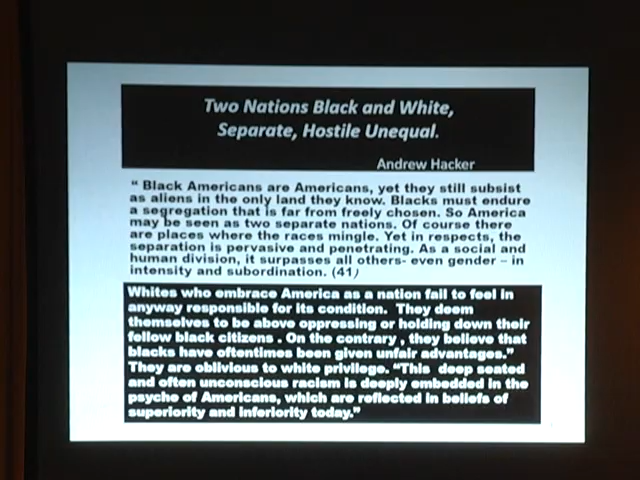 Two Nations Black and White,
Separate, Hostile Unequal.
Andrew Hacker
“ Black Americans are Americans, yet they still subsist
as aliens in the only land they know. Blacks must endure
a segregation that is far from freely chosen. So America
may be seen as two separate nations. Of course there
are places where the races mingle. Yet in respects, the
separation is pervasive and penetrating. As a social and
human division, it surpasses all others- even gender – in
intensity and subordination. (41)
Whites who embrace America as a nation fail to feel in
anyway responsible for its condition. They deem
themselves to be above oppressing or holding down their
fellow black citizens . On the contrary , they believe that
blacks have oftentimes been given unfair advantages.”
They are oblivious to white privilege. “This deep seated
and often unconscious racism is deeply embedded in the
psyche of Americans, which are reflected in beliefs of
superiority and inferiority today.”